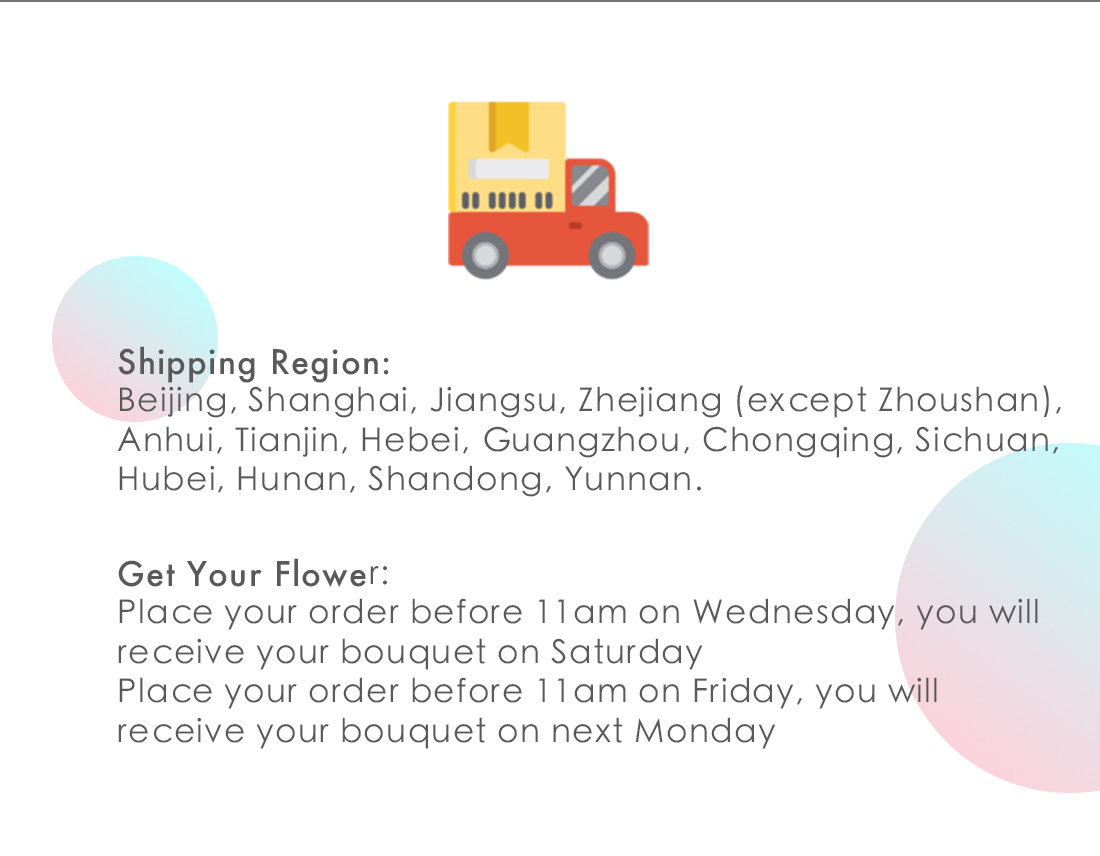 Shipping Region:
Beijing, Shanghai, Jiangsu, Zhejiang (except Zhoushan),
Anhui, Tianjin, Hebei, Guangzhou, Chongqing, Sichuan,
Hubei, Hunan, Shandong, Yunnan.
Get Your Flower:
Place your order before 11am on Wednesday, you will
receive your bouquet on Saturday
Place your order before 11am on Friday, you will
receive your bouquet on next Monday